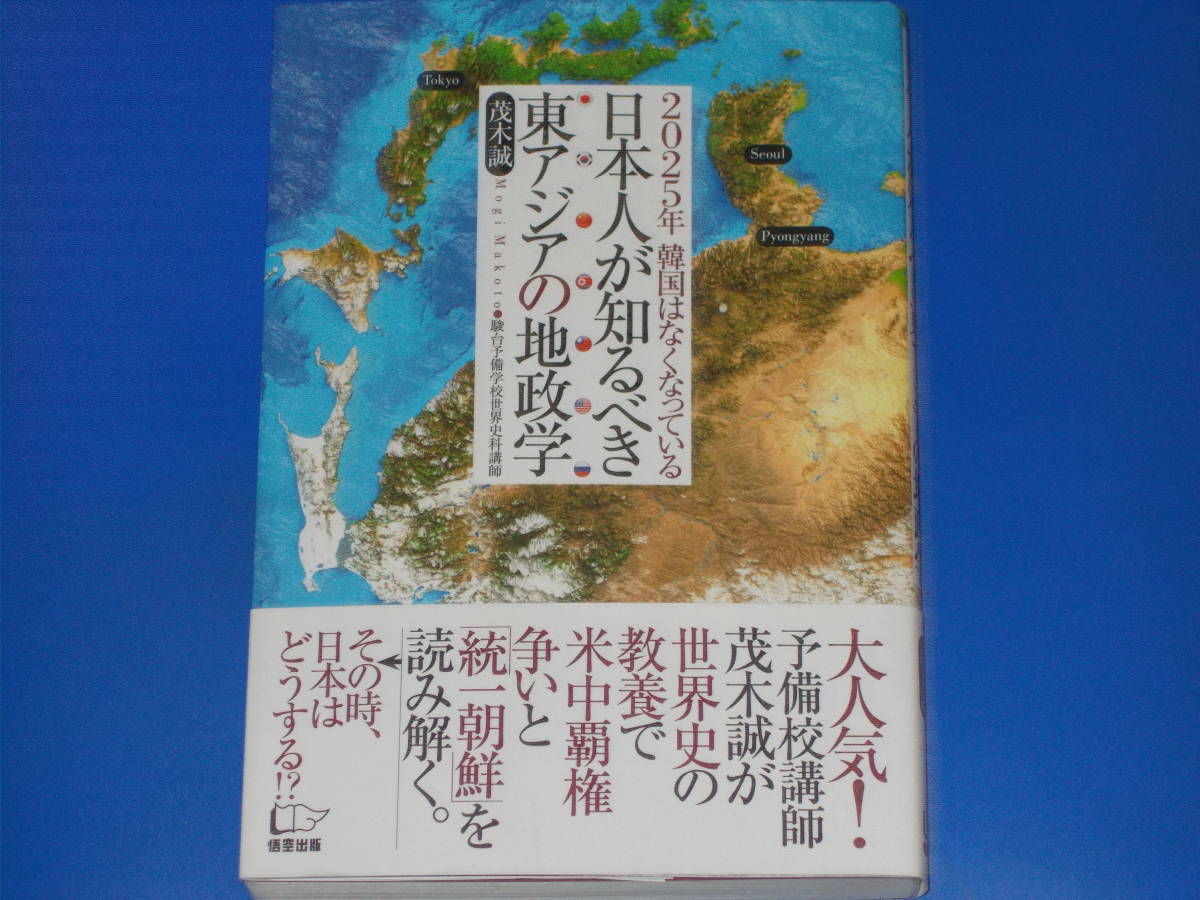 Tokyo
Seoul
Pyongyang
2025年 韓国はなくなっている
日本人が知るべき
東アジアの地政学
茂木誠
Mogi Makoto●駿台予備学校世界史科講師
大人気!
予備校講師
茂木誠が
世界史の
教養で
米中覇権
争いと
「統一朝鮮」を
読み解く。
その時、
日本は
どうする!?
悟空出版